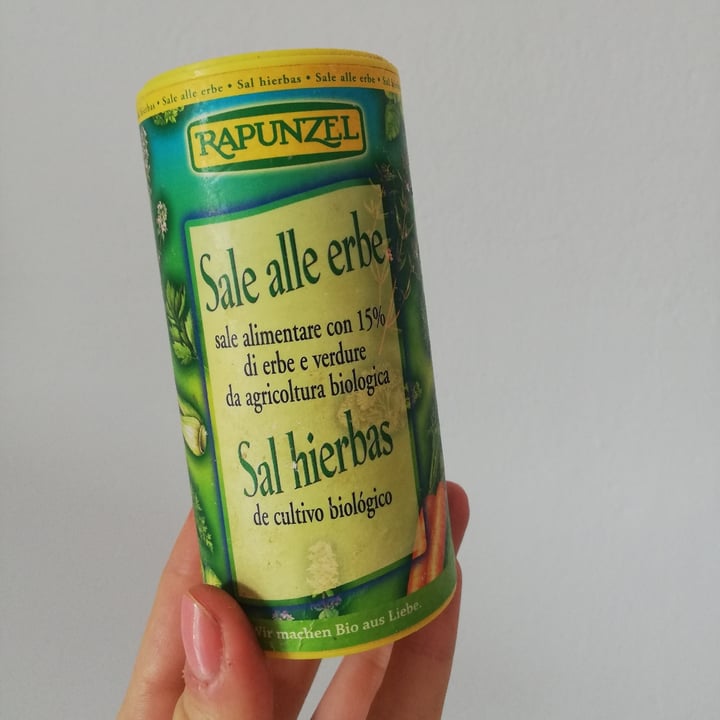 hierbas • Sale alle erbe • Sal hierbas • Sale alle erbe • Sal
RAPUNZEL
Sale alle erbe
sale alimentare con 15%
di erbe e verdure
da agricoltura biologica
Sal hierbas
de cultivo biológico
Wir machen Bio aus Liebe.